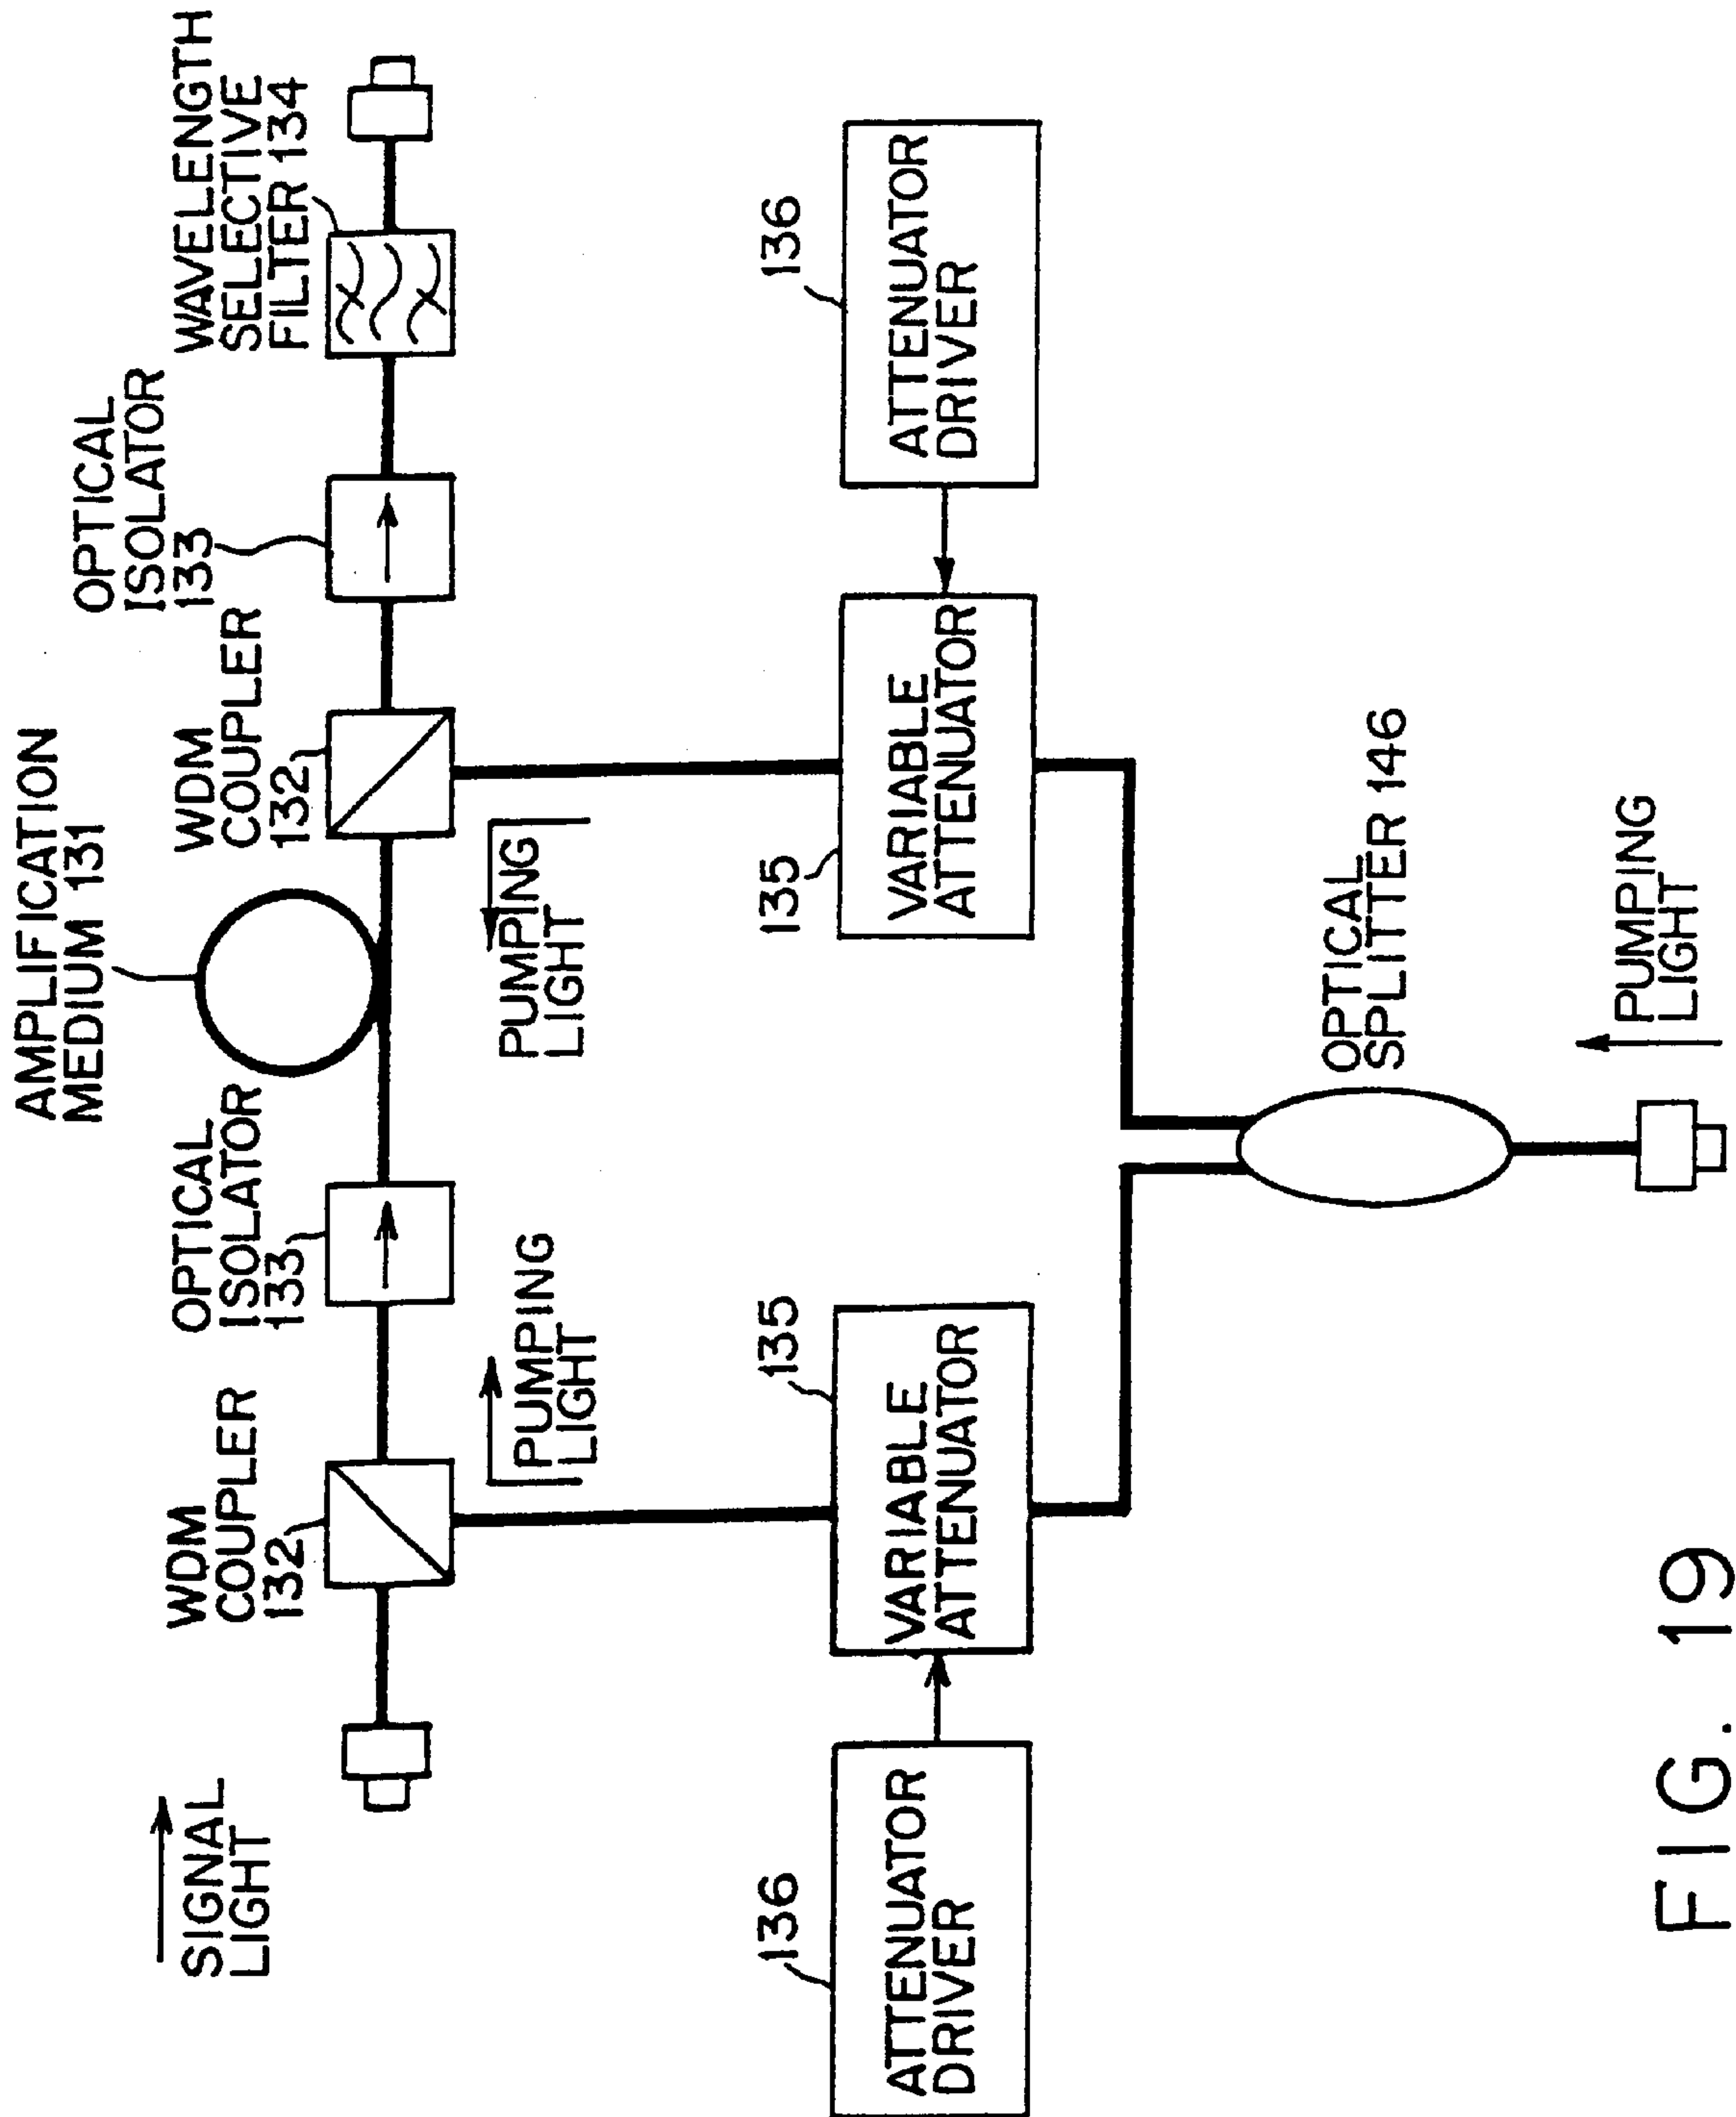 AMPLIFICATION
MEDIUM 131
SIGNAL
LIGHT
WDM
COUPLER
132
OPTICAL
ISOLATOR
133
WDM
COUPLER
132
OPTICAL
ISOLATOR
133
WAVELENGTH
SELECTIVE
FILTER 134
PUMPING
LIGHT
PUMPING
LIGHT
136
ATTENUATOR
DRIVER
135
VARIABLE
ATTENUATOR
135
VARIABLE
ATTENUATOR
136
ATTENUATOR
DRIVER
OPTICAL
SPLITTER 146
PUMPING
LIGHT
FIG. 19